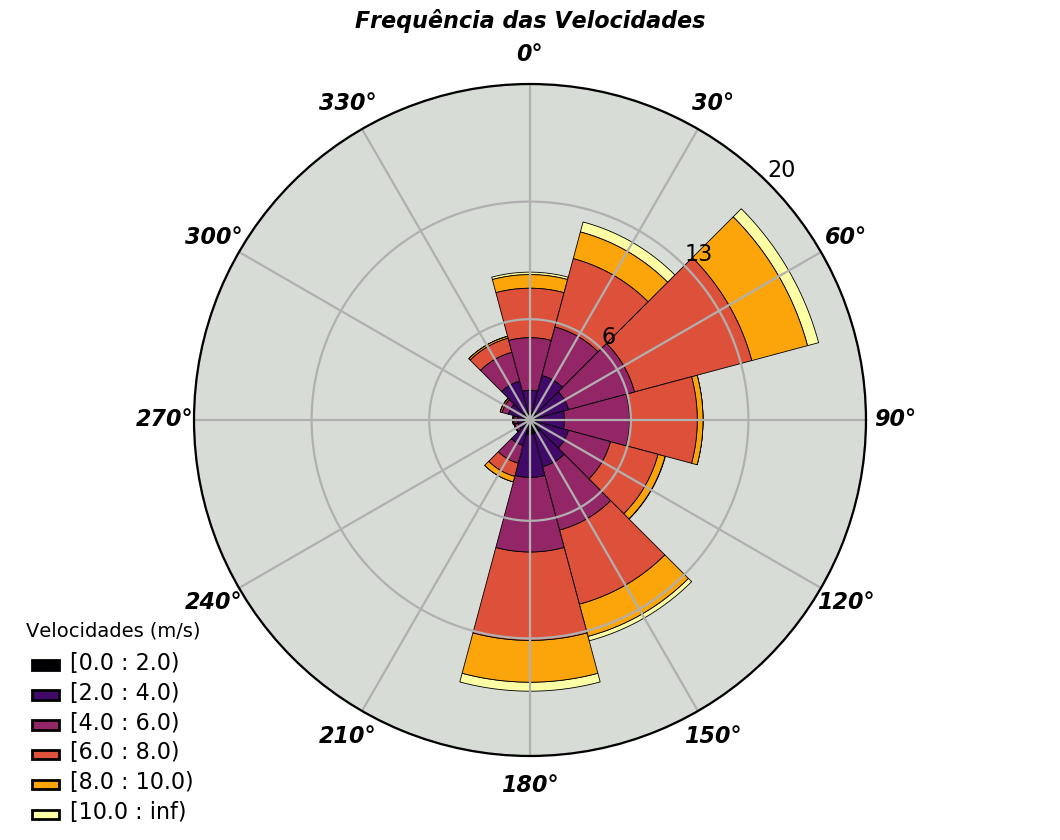 Frequência das Velocidades
0°
330°
30°
20
300°
60°
13
6
270°
90°
240°
120°
210°
150°
180°
Velocidades (m/s)
[0.0 : 2.0)
[2.0 : 4.0)
[4.0 : 6.0)
[6.0 : 8.0)
[8.0 : 10.0)
[10.0 : inf)